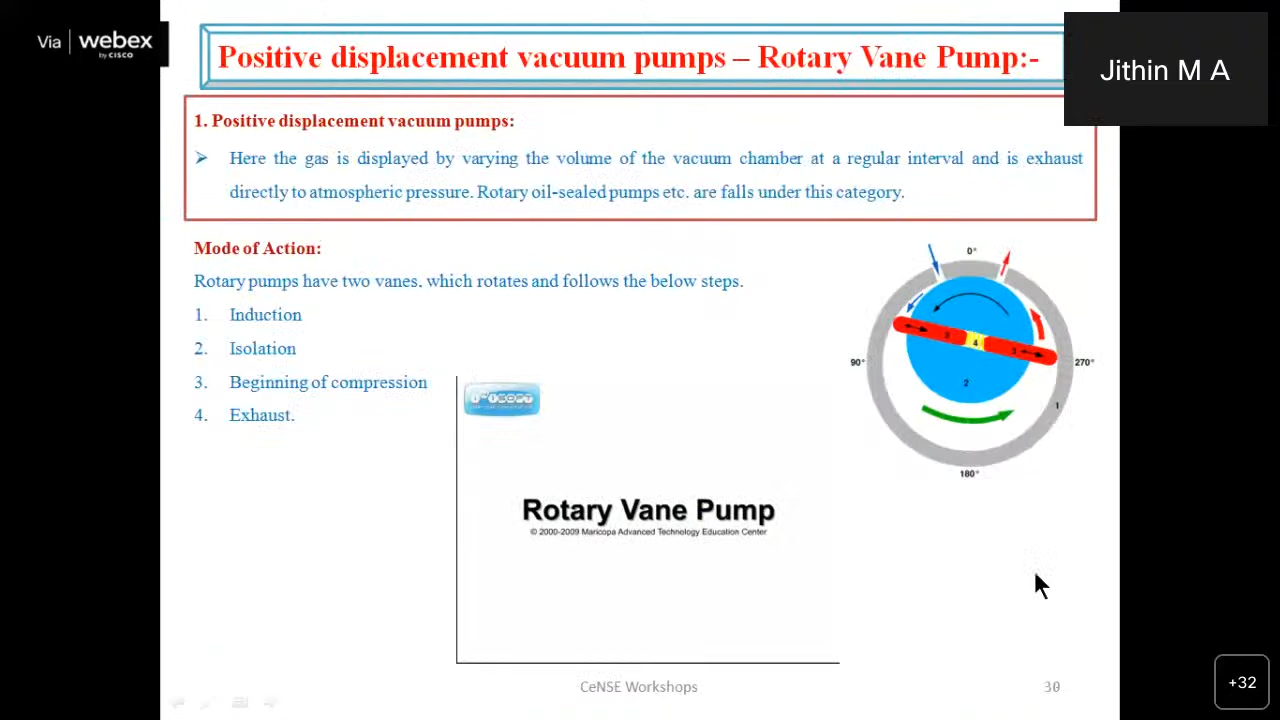 Via webex
by CISCO
Positive displacement vacuum pumps – Rotary Vane Pump:-
Jithin M A
1. Positive displacement vacuum pumps:
Here the gas is displayed by varying the volume of the vacuum chamber at a regular interval and is exhaust
directly to atmospheric pressure. Rotary oil-sealed pumps etc. are falls under this category.
Mode of Action:
Rotary pumps have two vanes, which rotates and follows the below steps.
1. Induction
2. Isolation
3. Beginning of compression
4. Exhaust.
0°
90°
270°
4
2
1
180°
Rotary Vane Pump
© 2000-2009 Maricopa Advanced Technology Education Center
CeNSE Workshops
30
+32